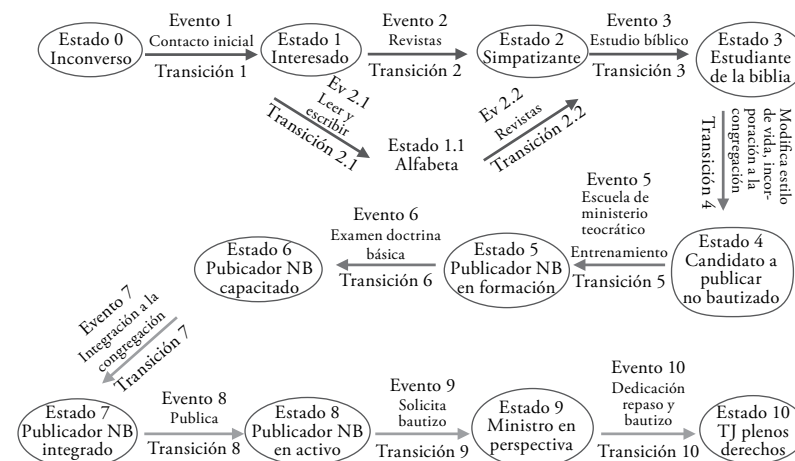 Evento 1
Contacto inicial
Transición 1
Estado 0
Inconverso
Estado 1
Interesado
Evento 2
Revistas
Transición 2
Estado 2
Simpatizante
Evento 3
Estudio bíblico
Transición 3
Estado 3
Estudiante
de la biblia
Ev 2.1
Leer y
escribir
Transición 2.1
Estado 1.1
Alfabeta
Ev 2.2
Revistas
Transición 2.2
Modifica estilo
de vida, incor-
poración a la
congregación
Transición 4
Estado 4
Candidato a
publicar
no bautizado
Evento 5
Escuela de
ministerio
teocrático
Entrenamiento
Transición 5
Estado 5
Publicador NB
en formación
Evento 6
Examen doctrina
básica
Transición 6
Estado 6
Pubicador NB
capacitado
Evento 7
Integración a la
congregación
Transición 7
Estado 7
Publicador NB
integrado
Evento 8
Publica
Transición 8
Estado 8
Publicador NB
en activo
Evento 9
Solicita
bautizo
Transición 9
Estado 9
Ministro en
perspectiva
Evento 10
Dedicación
repaso y
bautizo
Transición 10
Estado 10
TJ plenos
derechos